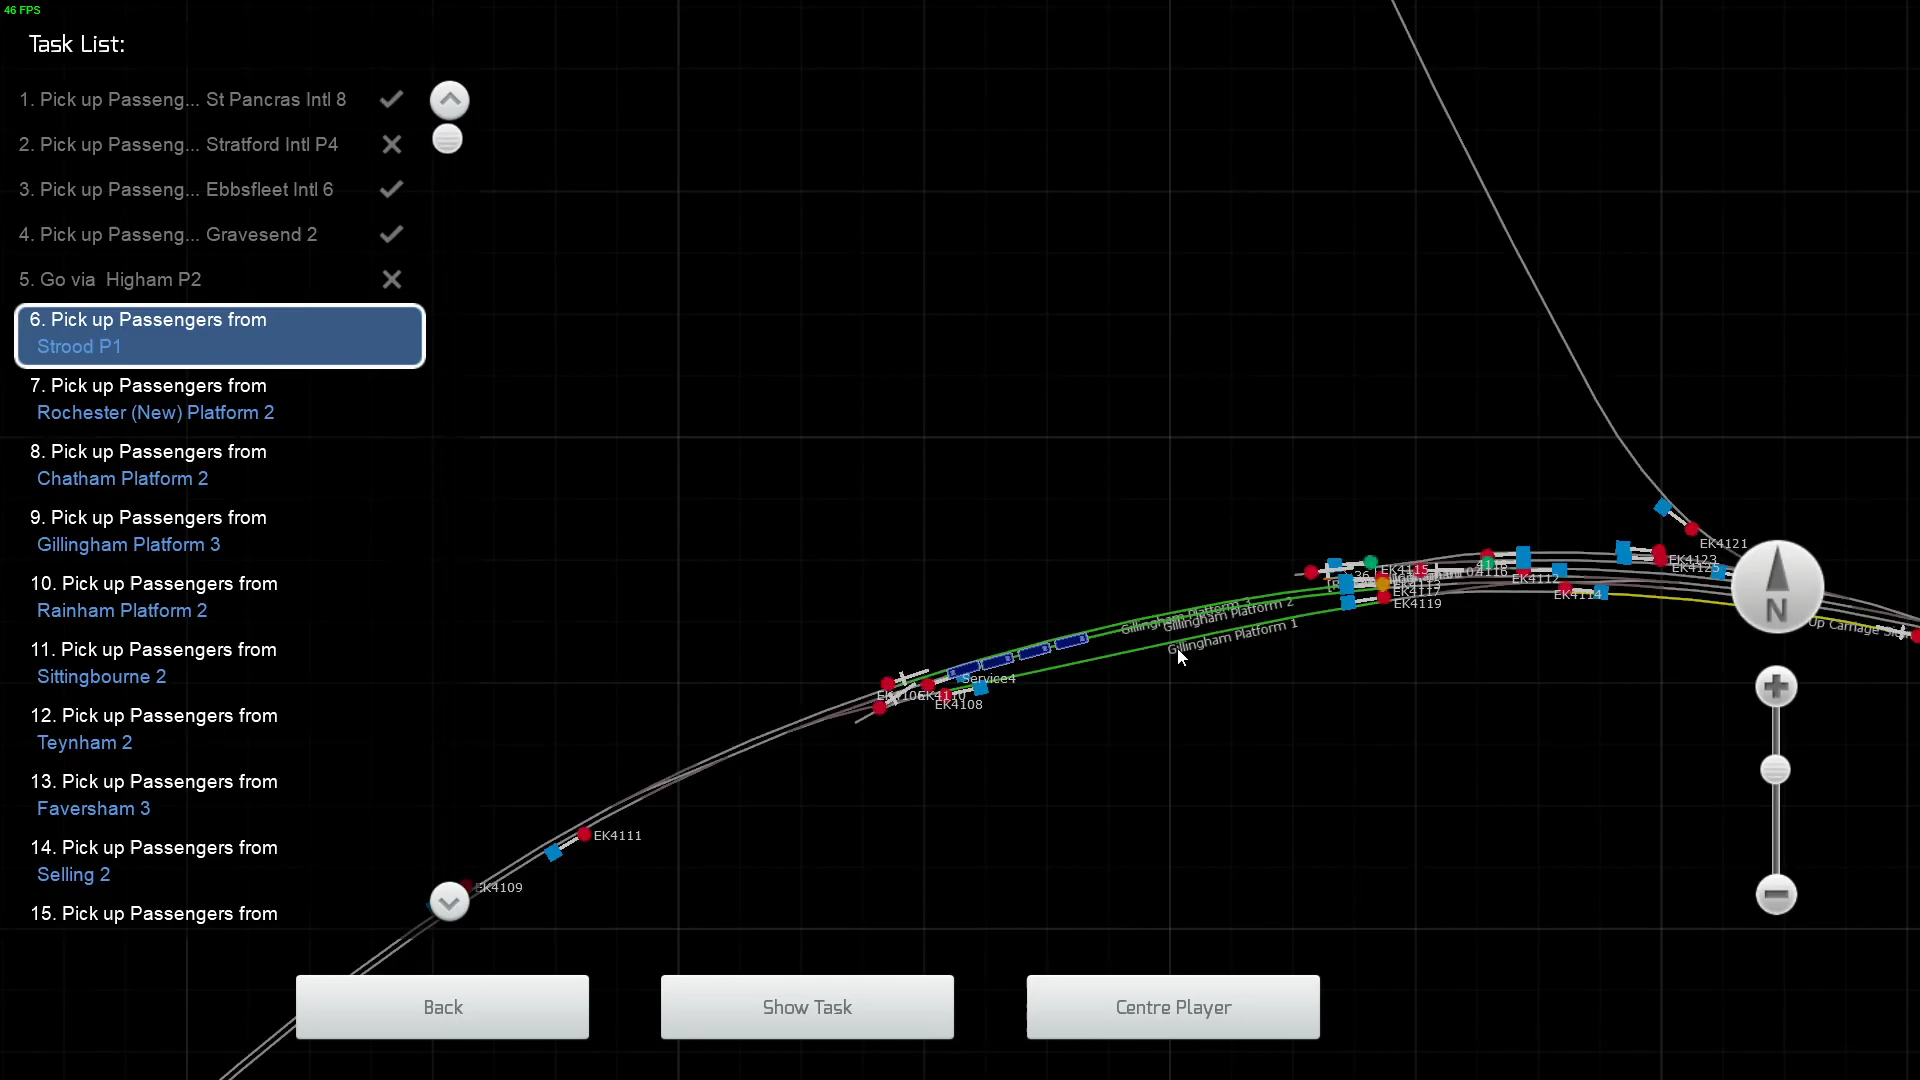 46 FPS
Task List:
1. Pick up Passeng... St Pancras Intl 8
2. Pick up Passeng... Stratford Intl P4
3. Pick up Passeng... Ebbsfleet Intl 6
4. Pick up Passeng... Gravesend 2
5. Go via Higham P2
6. Pick up Passengers from
Strood P1
7. Pick up Passengers from
Rochester (New) Platform 2
8. Pick up Passengers from
Chatham Platform 2
9. Pick up Passengers from
Gillingham Platform 3
10. Pick up Passengers from
Rainham Platform 2
11. Pick up Passengers from
Sittingbourne 2
12. Pick up Passengers from
Teynham 2
13. Pick up Passengers from
Faversham 3
14. Pick up Passengers from
Selling 2
15. Pick up Passengers from
EK4121
EK4123
EK4125
EK4115
EK4112
EK4117
EK4119
EK4114
Gillingham Platform 3
Gillingham Platform 2
Gillingham Platform 1
Up Carriage
Service4
EK4110
EK4108
EK4111
EK4109
N
Back
Show Task
Centre Player